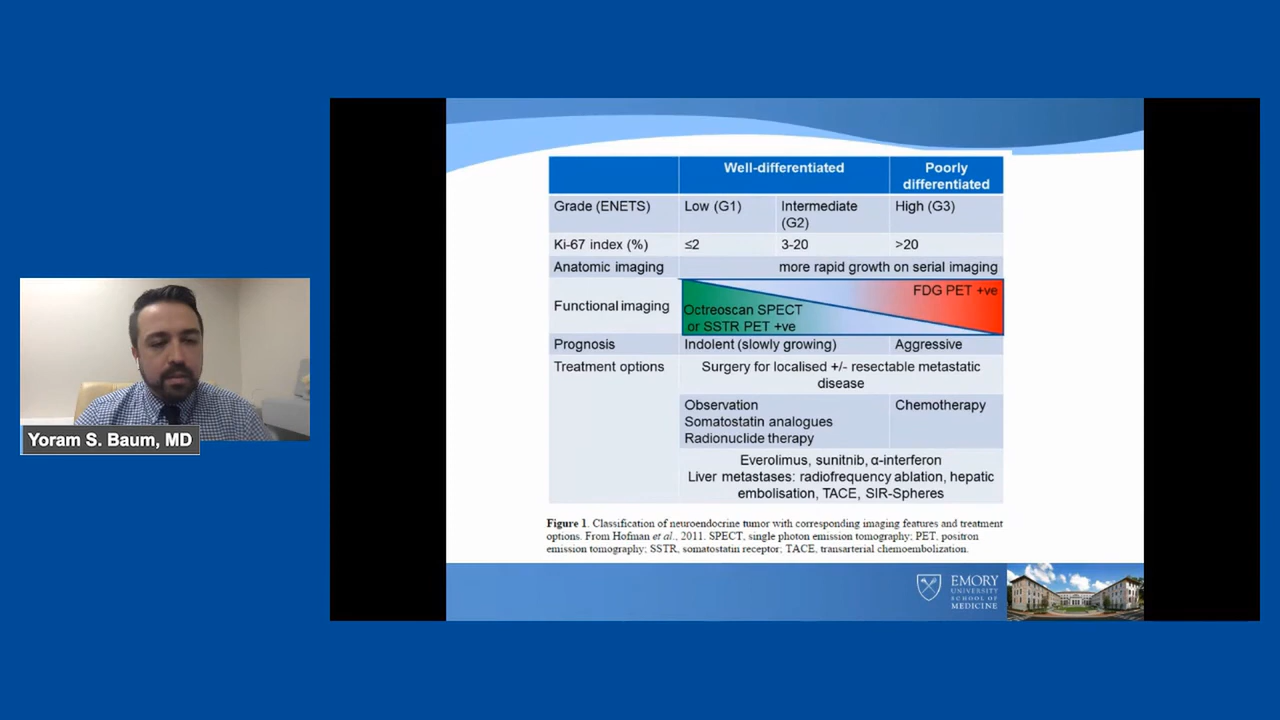 Yoram S. Baum, MD
Well-differentiated
Poorly
differentiated
Grade (ENETS)
Low (G1)
Intermediate
(G2)
High (G3)
Ki-67 index (%)
≤2
3-20
>20
Anatomic imaging
more rapid growth on serial imaging
Functional imaging
FDG PET +ve
Octreoscan SPECT
or SSTR PET +ve
Prognosis
Indolent (slowly growing)
Aggressive
Treatment options
Surgery for localised +/- resectable metastatic
disease
Observation
Somatostatin analogues
Radionuclide therapy
Chemotherapy
Everolimus, sunitnib, α-interferon
Liver metastases: radiofrequency ablation, hepatic
embolisation, TACE, SIR-Spheres
Figure 1. Classification of neuroendocrine tumor with corresponding imaging features and treatment
options. From Hofman et al., 2011. SPECT, single photon emission tomography; PET, positron
emission tomography; SSTR, somatostatin receptor; TACE, transarterial chemoembolization.
EMORY
UNIVERSITY
SCHOOL OF
MEDICINE